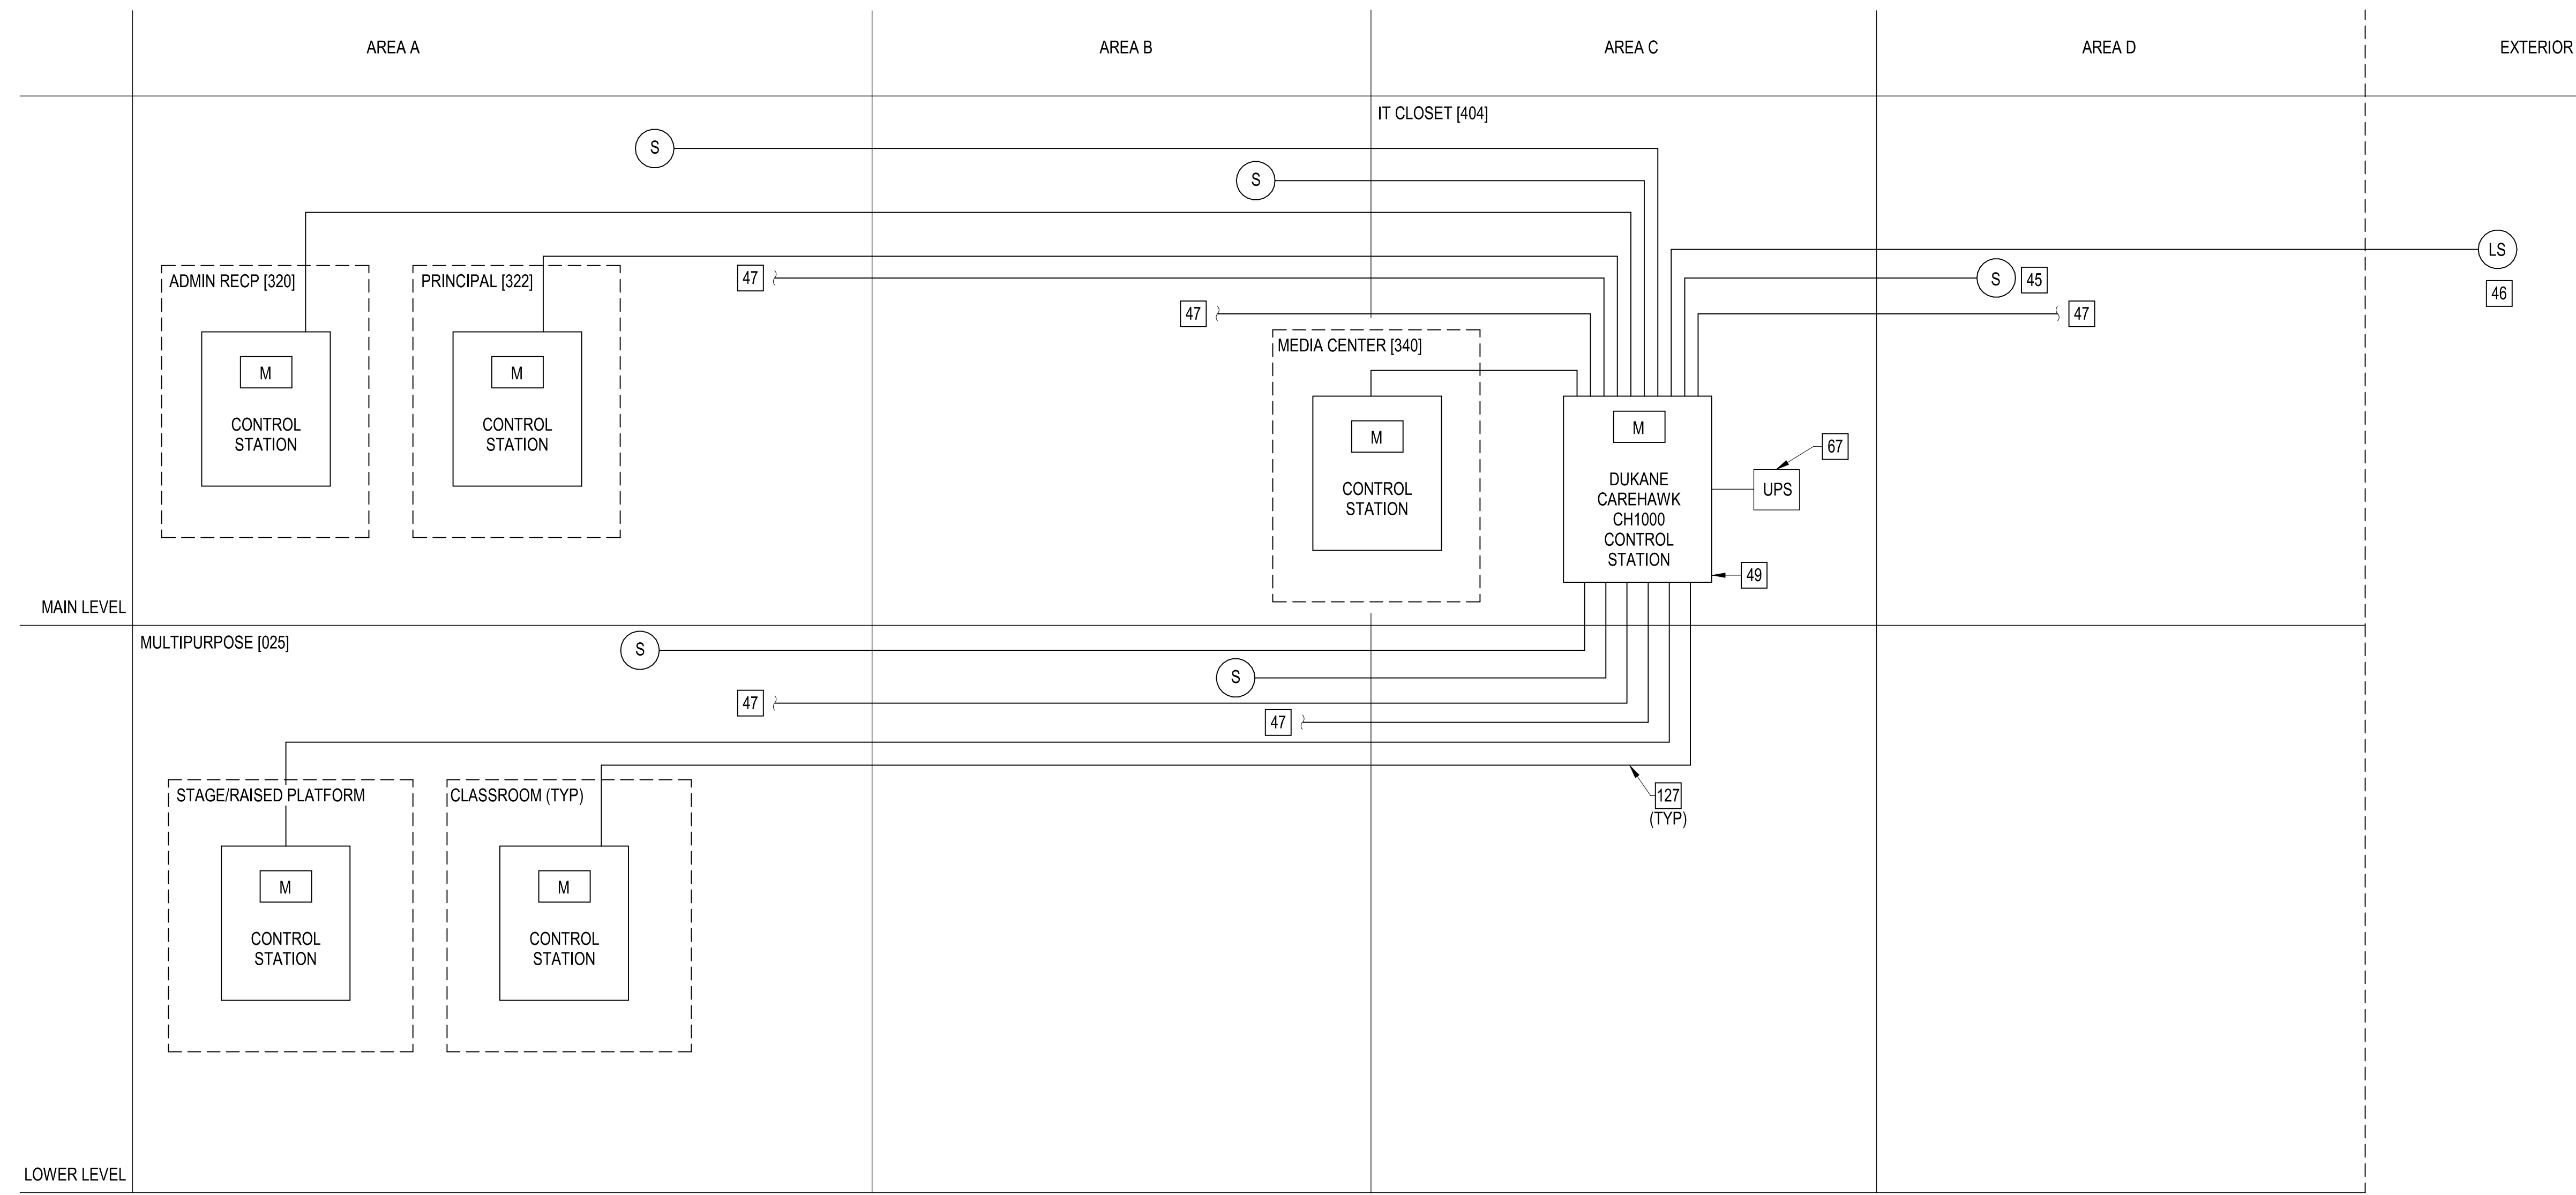 AREA A
AREA B
AREA C
AREA D
EXTERIOR
IT CLOSET [404]
S
S
LS
ADMIN RECP [320]
PRINCIPAL [322]
47
S
45
46
47
47
MEDIA CENTER [340]
M
CONTROL
STATION
M
CONTROL
STATION
M
CONTROL
STATION
M
DUKANE
CAREHAWK
CH1000
CONTROL
STATION
67
UPS
49
MAIN LEVEL
MULTIPURPOSE [025]
S
S
47
47
STAGE/RAISED PLATFORM
CLASSROOM (TYP)
127
(TYP)
M
CONTROL
STATION
M
CONTROL
STATION
LOWER LEVEL